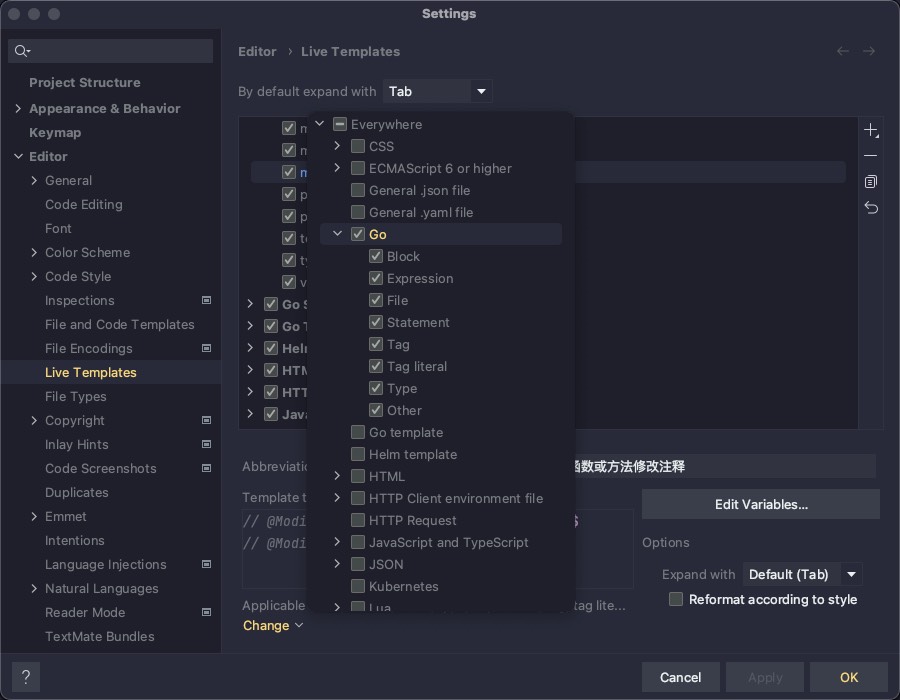 Settings
Editor › Live Templates
Project Structure
Appearance & Behavior
Keymap
Editor
General
Code Editing
Font
Color Scheme
Code Style
Inspections
File and Code Templates
File Encodings
Live Templates
File Types
Copyright
Inlay Hints
Code Screenshots
Duplicates
Emmet
Intentions
Language Injections
Natural Languages
Reader Mode
TextMate Bundles
By default expand with Tab
Go
Go
Helm
HTM
HTT
Java
Everywhere
CSS
ECMAScript 6 or higher
General .json file
General .yaml file
Go
Block
Expression
File
Statement
Tag
Tag literal
Type
Other
Go template
Helm template
HTML
HTTP Client environment file
HTTP Request
JavaScript and TypeScript
JSON
Kubernetes
Lua
函数或方法修改注释
Template t
// @Modi
// @Modi
Edit Variables...
Options
Expand with Default (Tab)
Reformat according to style
Applicable tag lite...
Change
? Cancel Apply OK